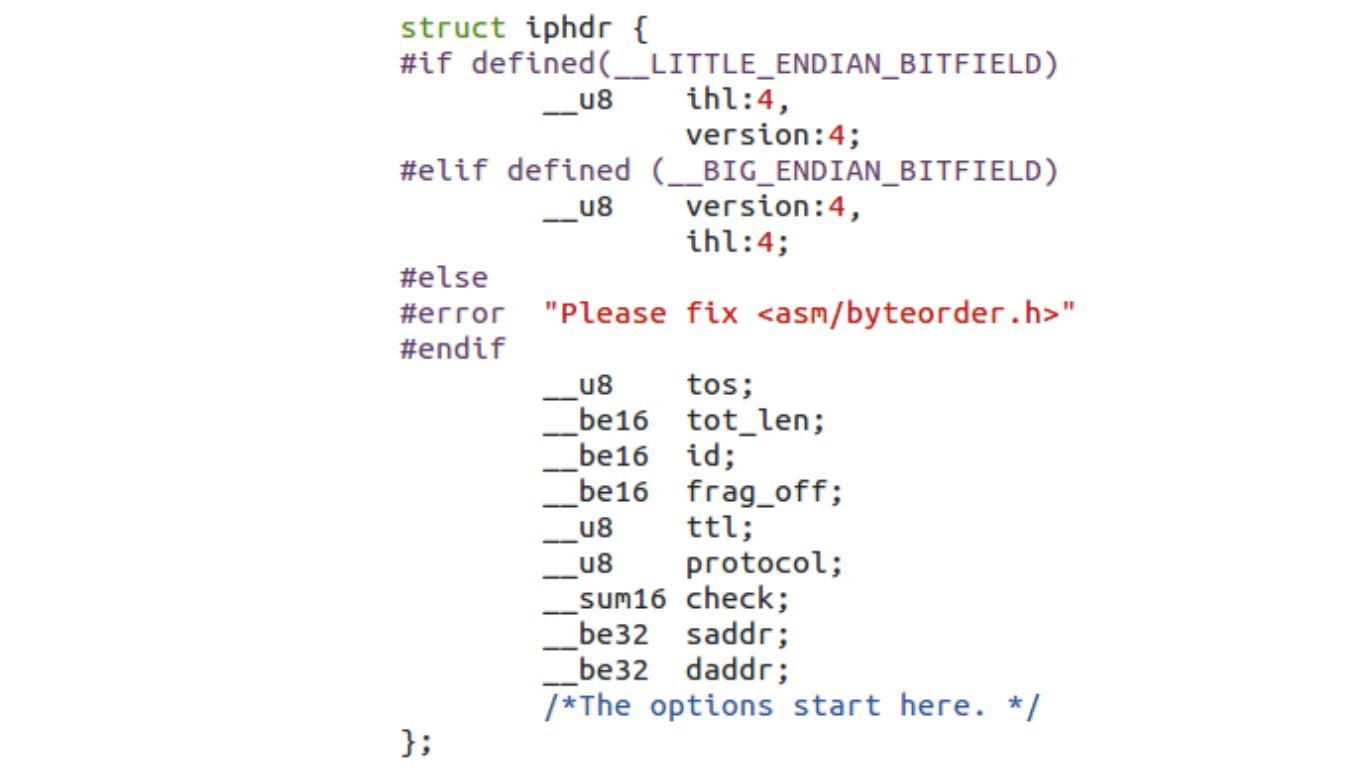 struct iphdr {
#if defined(__LITTLE_ENDIAN_BITFIELD)
        __u8    ihl:4,
                version:4;
#elif defined (__BIG_ENDIAN_BITFIELD)
        __u8    version:4,
                ihl:4;
#else
#error  "Please fix <asm/byteorder.h>"
#endif
        __u8    tos;
        __be16  tot_len;
        __be16  id;
        __be16  frag_off;
        __u8    ttl;
        __u8    protocol;
        __sum16 check;
        __be32  saddr;
        __be32  daddr;
        /*The options start here. */
};